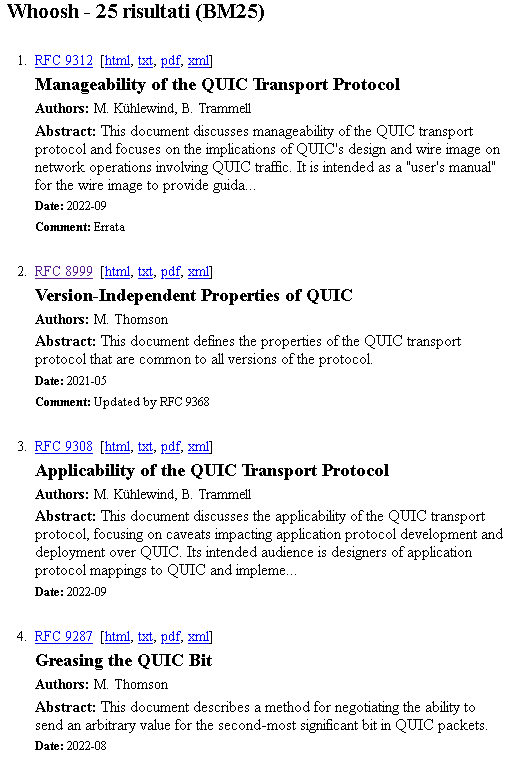 Whoosh - 25 risultati (BM25)
1. RFC 9312 [html, txt, pdf, xml]
Manageability of the QUIC Transport Protocol
Authors: M. Kühlewind, B. Trammell
Abstract: This document discusses manageability of the QUIC transport
protocol and focuses on the implications of QUIC's design and wire image on
network operations involving QUIC traffic. It is intended as a "user's manual"
for the wire image to provide guida...
Date: 2022-09
Comment: Errata
2. RFC 8999 [html, txt, pdf, xml]
Version-Independent Properties of QUIC
Authors: M. Thomson
Abstract: This document defines the properties of the QUIC transport
protocol that are common to all versions of the protocol.
Date: 2021-05
Comment: Updated by RFC 9368
3. RFC 9308 [html, txt, pdf, xml]
Applicability of the QUIC Transport Protocol
Authors: M. Kühlewind, B. Trammell
Abstract: This document discusses the applicability of the QUIC transport
protocol, focusing on caveats impacting application protocol development and
deployment over QUIC. Its intended audience is designers of application
protocol mappings to QUIC and impleme...
Date: 2022-09
4. RFC 9287 [html, txt, pdf, xml]
Greasing the QUIC Bit
Authors: M. Thomson
Abstract: This document describes a method for negotiating the ability to
send an arbitrary value for the second-most significant bit in QUIC packets.
Date: 2022-08